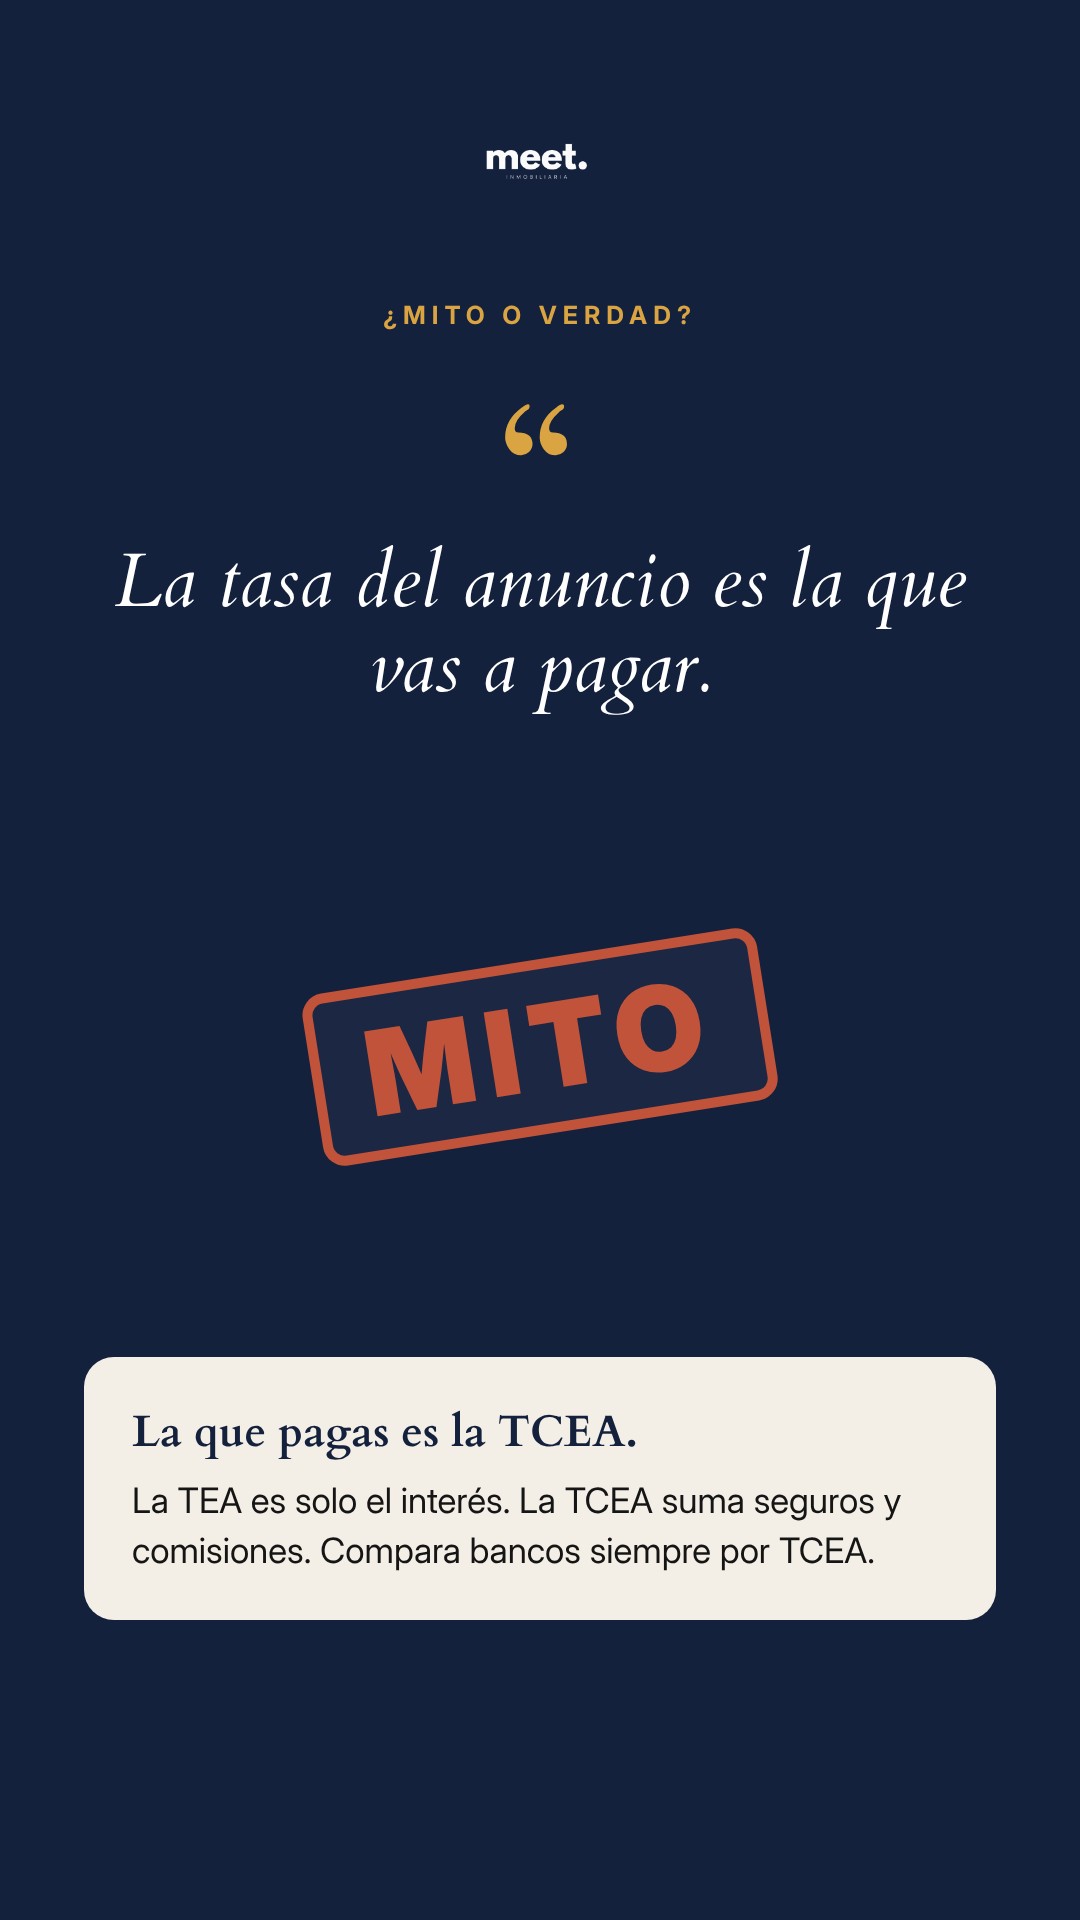 meet.
INMOBILIARIA
¿MITO O VERDAD?
“
La tasa del anuncio es la que
vas a pagar.
MITO
La que pagas es la TCEA.
La TEA es solo el interés. La TCEA suma seguros y
comisiones. Compara bancos siempre por TCEA.